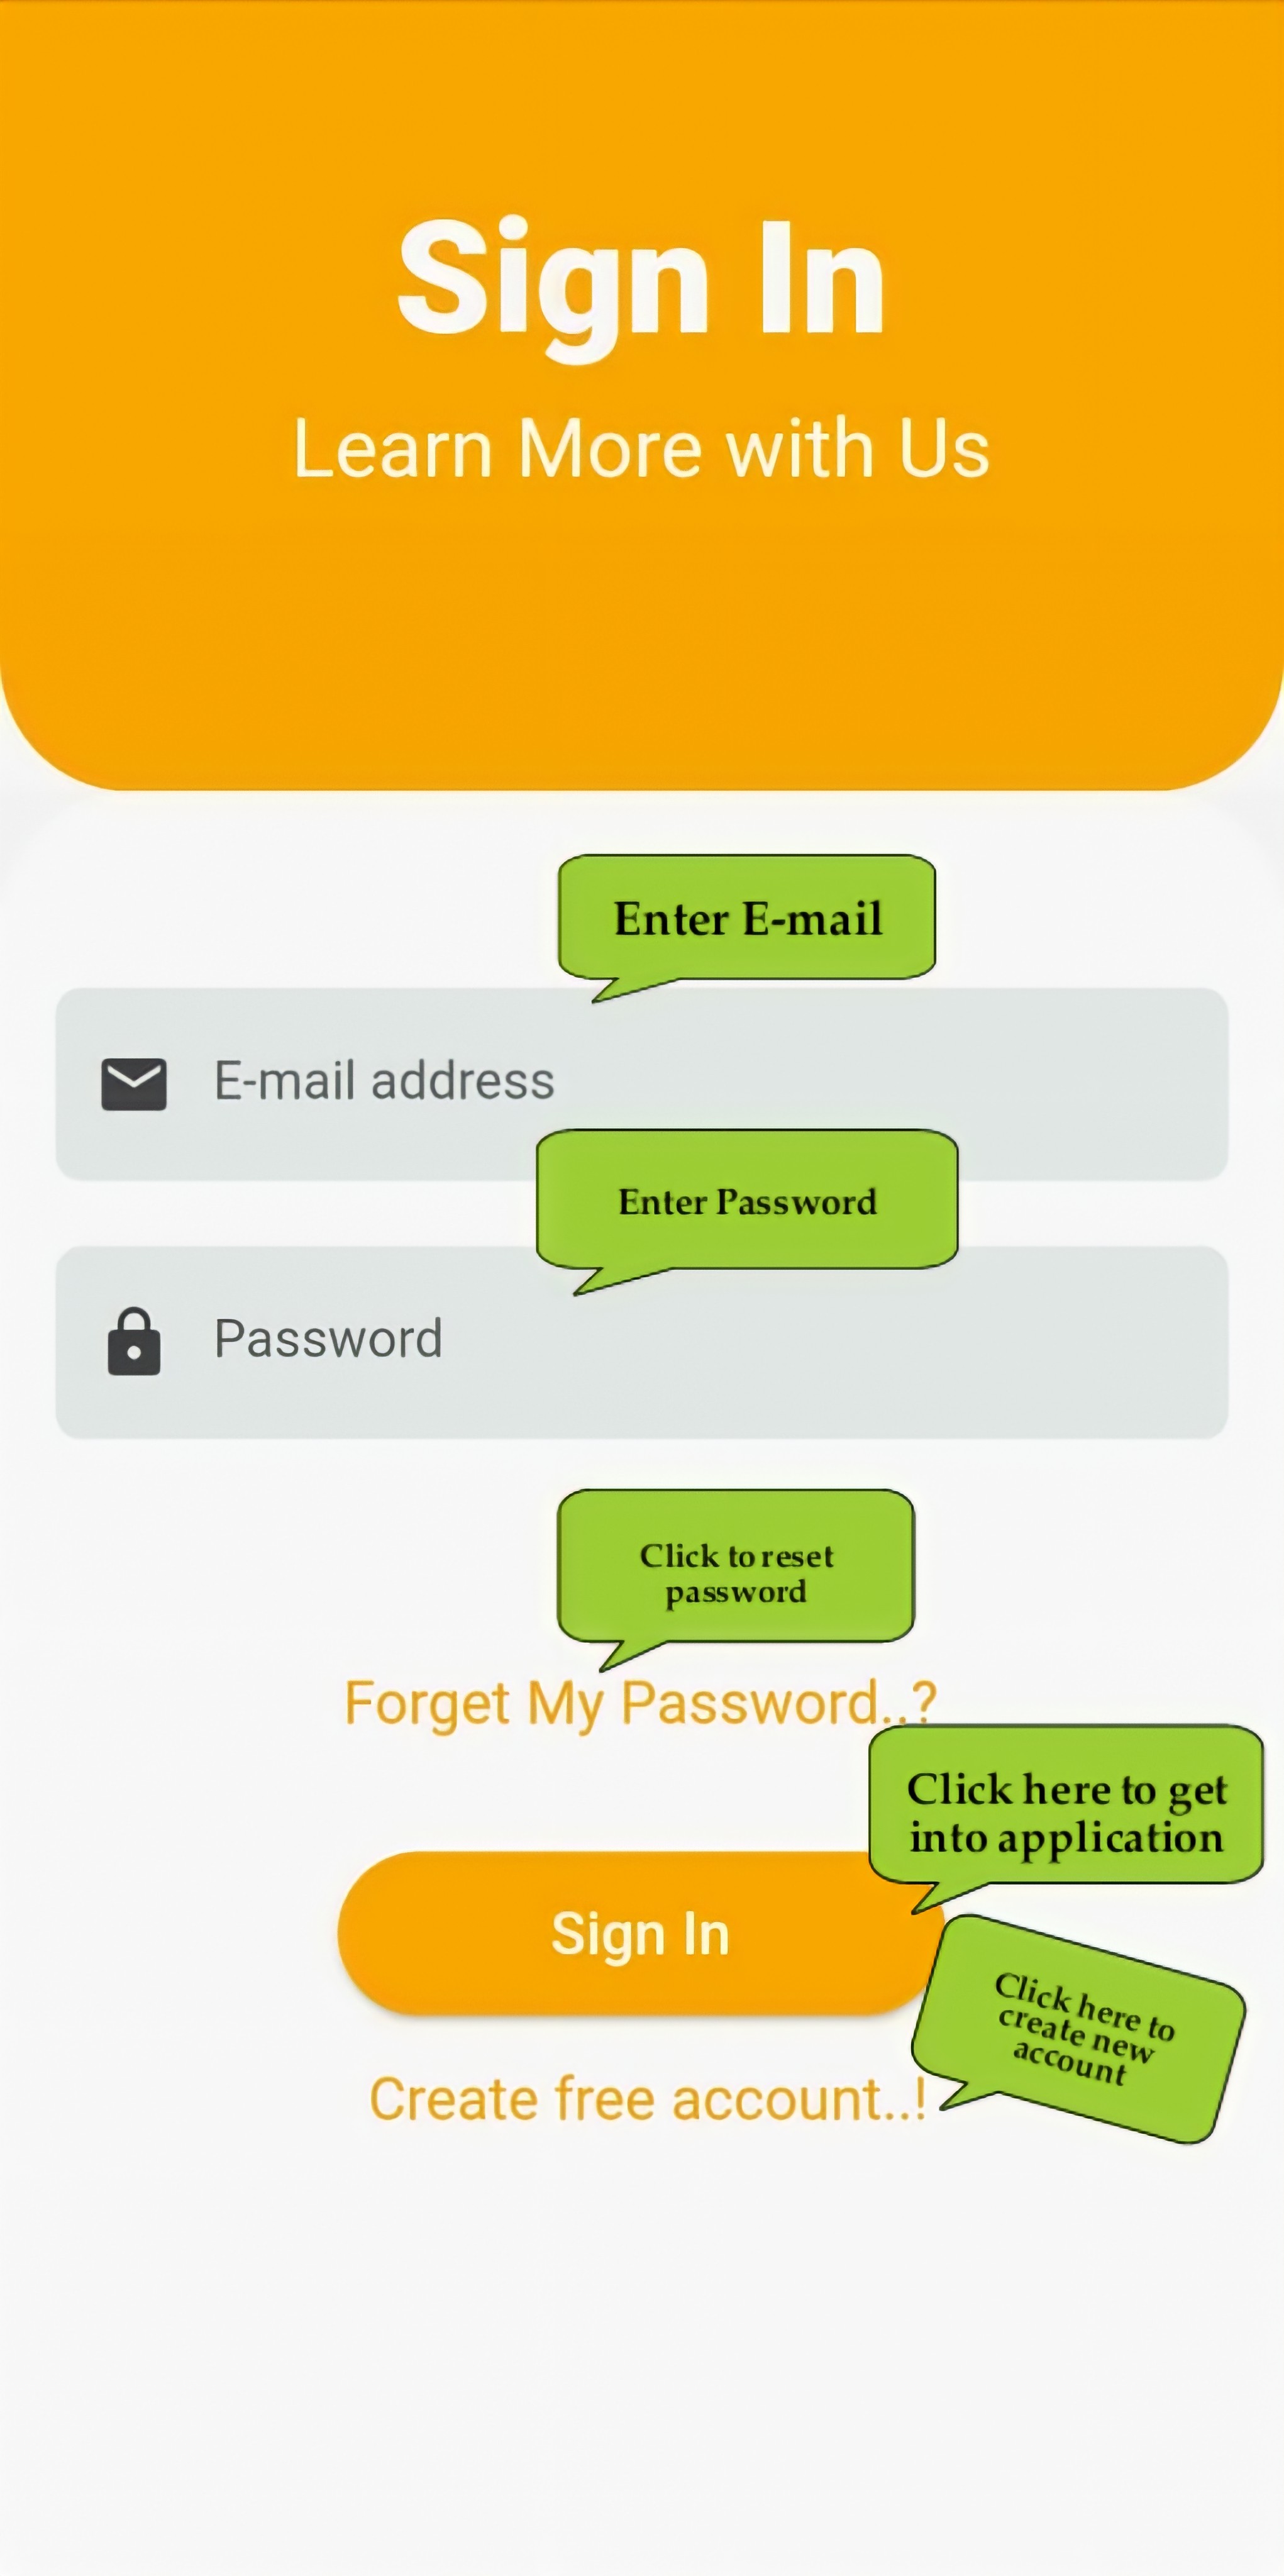 Sign In
Learn More with Us
Enter E-mail
E-mail address
Enter Password
Password
Click to reset
password
Forget My Password..?
Click here to get
into application
Sign In
Click here to
create new
account
Create free account..!